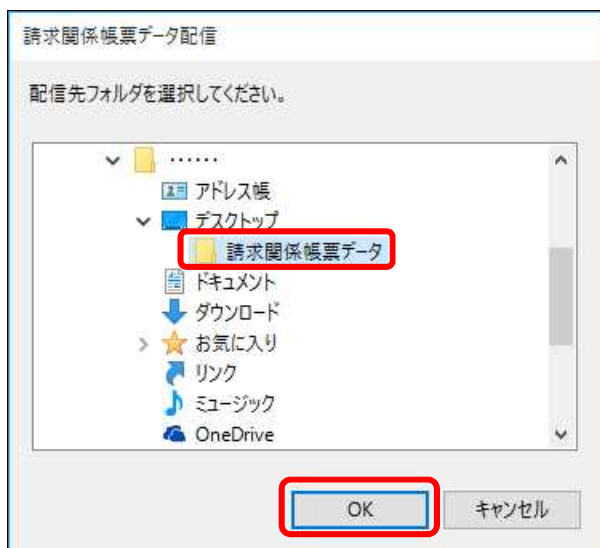 請求関係帳票データ配信
配信先フォルダを選択してください。
……
アドレス帳
デスクトップ
請求関係帳票データ
ドキュメント
ダウンロード
お気に入り
リンク
ミュージック
OneDrive
OK キャンセル